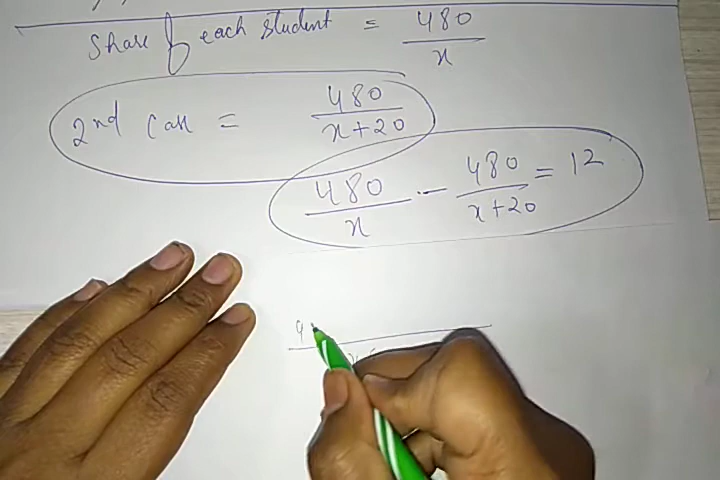 Share of each student = 480/x
2nd Case = 480/x+20
480/x - 480/x+20 = 12